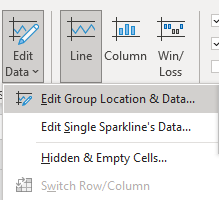 Edit
Data
Line
Column
Win/
Loss
Edit Group Location & Data...
Edit Single Sparkline's Data...
Hidden & Empty Cells...
Switch Row/Column